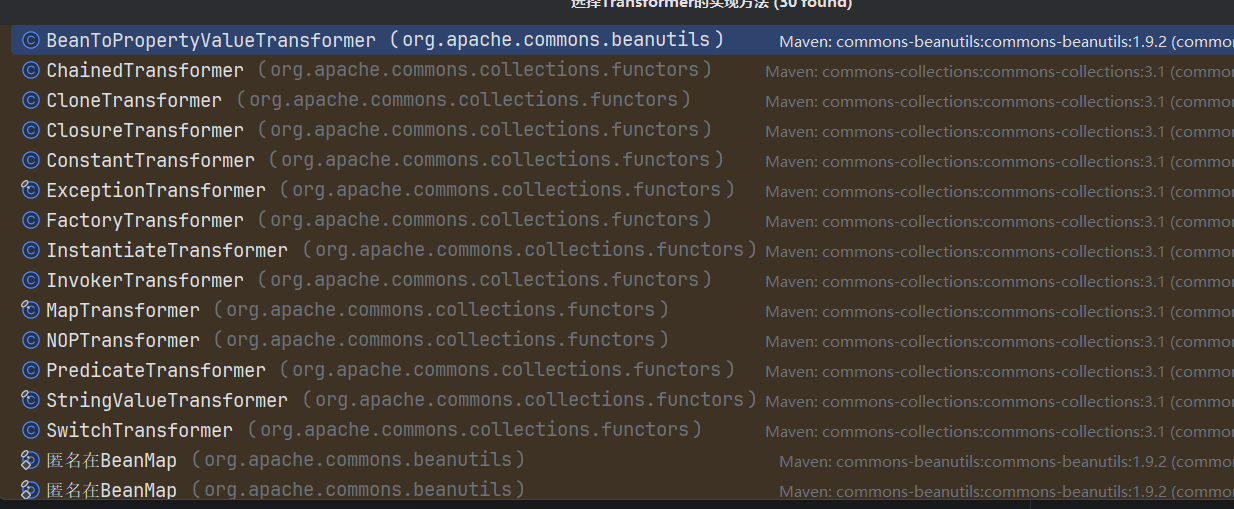 选择Transformer的实现方法 (30 found)
BeanToPropertyValueTransformer (org.apache.commons.beanutils) Maven: commons-beanutils:commons-beanutils:1.9.2 (commo
ChainedTransformer (org.apache.commons.collections.functors) Maven: commons-collections:commons-collections:3.1 (commor
CloneTransformer (org.apache.commons.collections.functors) Maven: commons-collections:commons-collections:3.1 (commor
ClosureTransformer (org.apache.commons.collections.functors) Maven: commons-collections:commons-collections:3.1 (commor
ConstantTransformer (org.apache.commons.collections.functors) Maven: commons-collections:commons-collections:3.1 (commor
ExceptionTransformer (org.apache.commons.collections.functors) Maven: commons-collections:commons-collections:3.1 (commor
FactoryTransformer (org.apache.commons.collections.functors) Maven: commons-collections:commons-collections:3.1 (commor
InstantiateTransformer (org.apache.commons.collections.functors) Maven: commons-collections:commons-collections:3.1 (commor
InvokerTransformer (org.apache.commons.collections.functors) Maven: commons-collections:commons-collections:3.1 (commor
MapTransformer (org.apache.commons.collections.functors) Maven: commons-collections:commons-collections:3.1 (commor
NOPTransformer (org.apache.commons.collections.functors) Maven: commons-collections:commons-collections:3.1 (commor
PredicateTransformer (org.apache.commons.collections.functors) Maven: commons-collections:commons-collections:3.1 (commor
StringValueTransformer (org.apache.commons.collections.functors) Maven: commons-collections:commons-collections:3.1 (commor
SwitchTransformer (org.apache.commons.collections.functors) Maven: commons-collections:commons-collections:3.1 (commor
匿名在BeanMap (org.apache.commons.beanutils) Maven: commons-beanutils:commons-beanutils:1.9.2 (commo
匿名在BeanMap (org.apache.commons.beanutils) Maven: commons-beanutils:commons-beanutils:1.9.2 (commo